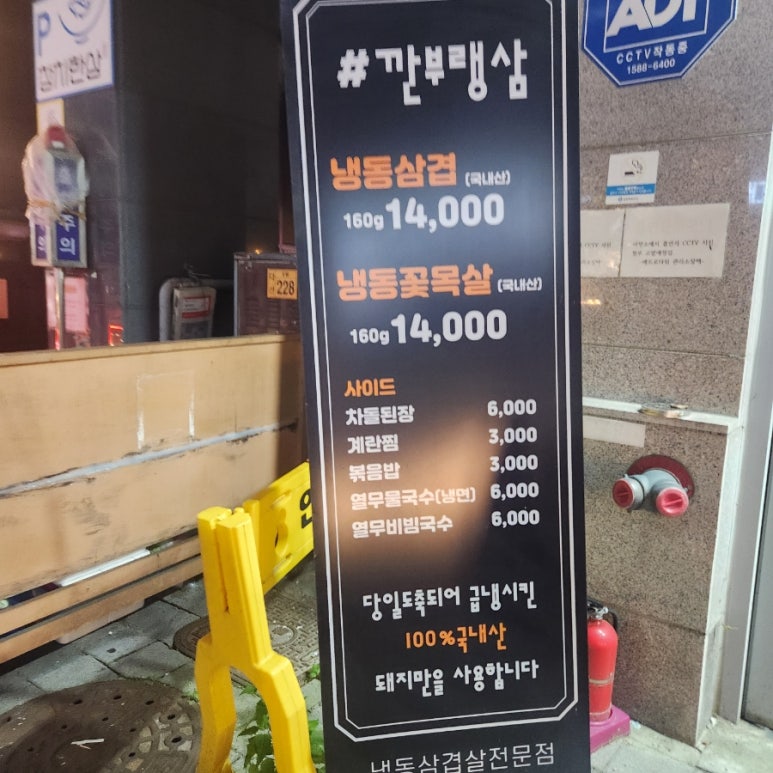 #깐부랭삼
냉동삼겹 (국내산)
160g 14,000
냉동꽃목살 (국내산)
160g 14,000
사이드
차돌된장 6,000
계란찜 3,000
볶음밥 3,000
열무물국수(냉면) 6,000
열무비빔국수 6,000
당일도축되어 급냉시킨
100%국내산
돼지만을 사용합니다
냉동삼겹살전문점
ADT
CCTV작동중
1588-6400
P
주의
228